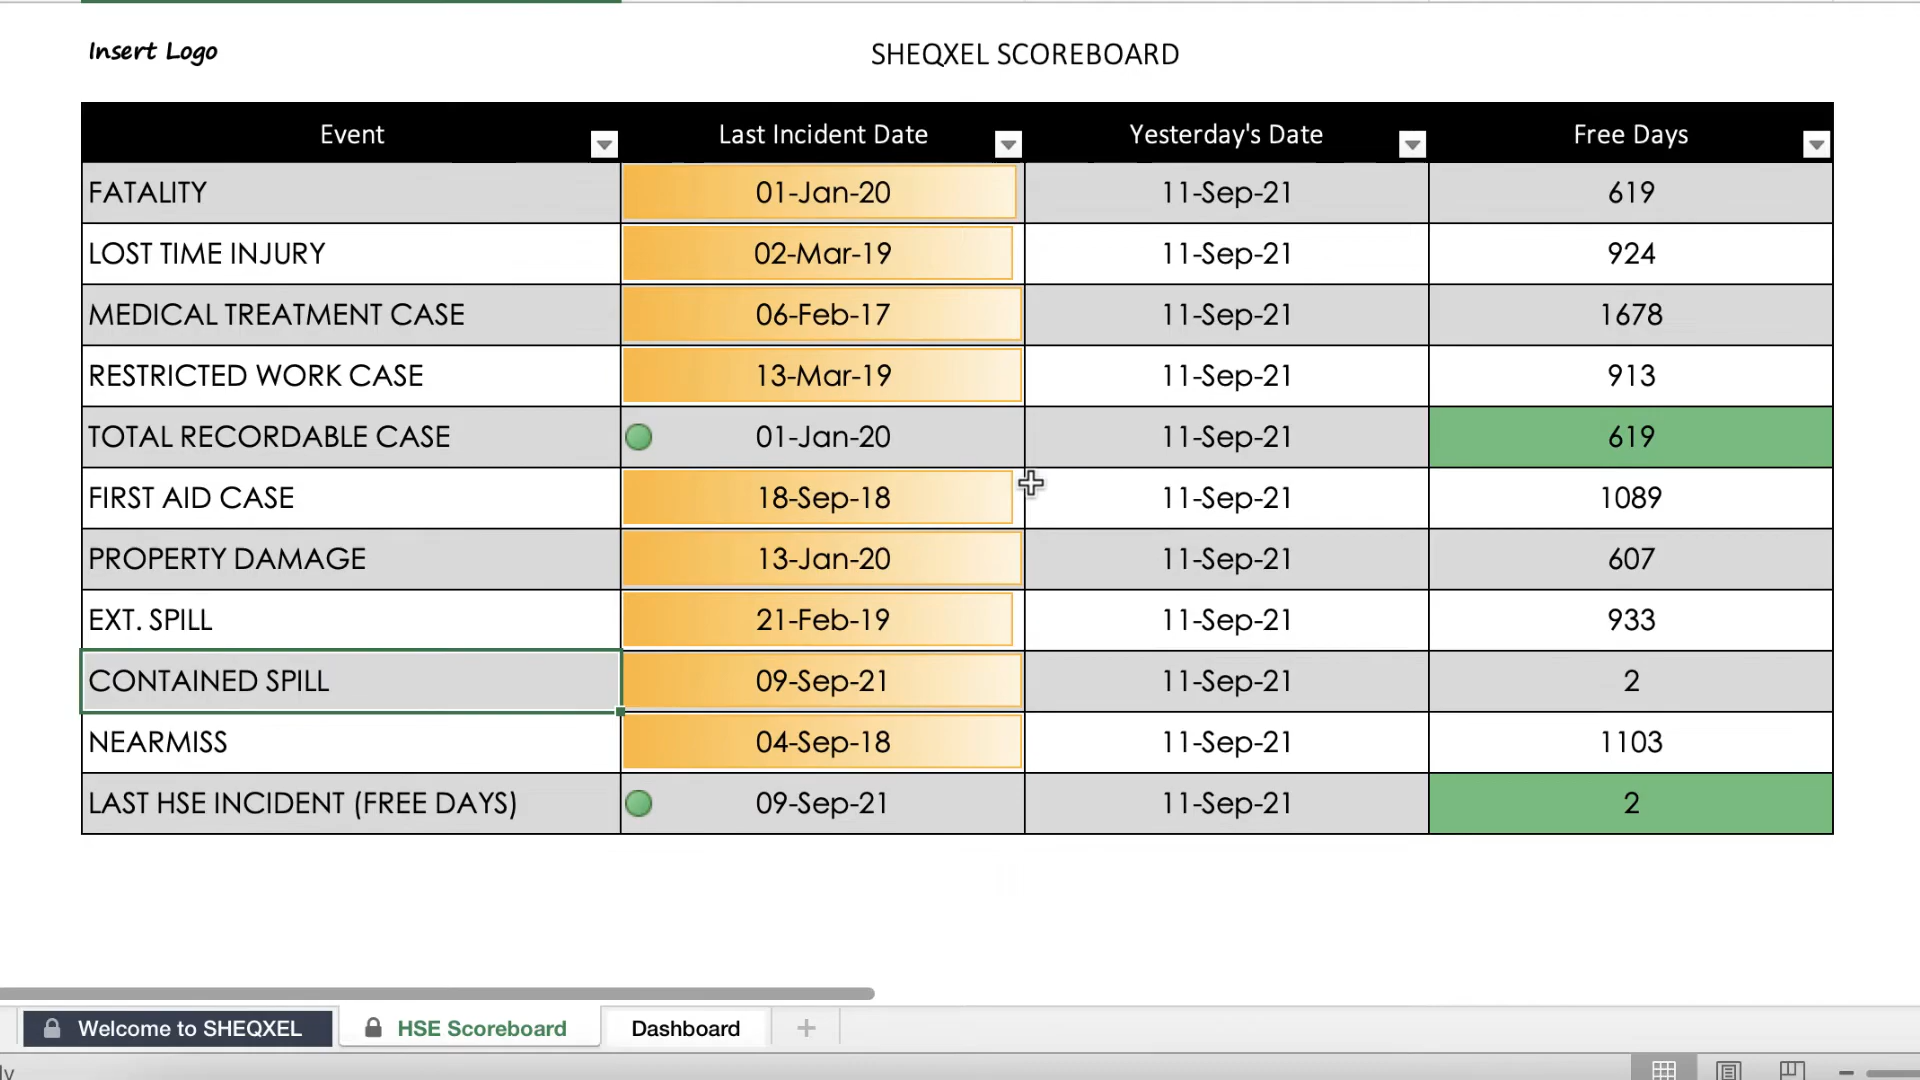 Insert Logo
SHEQXEL SCOREBOARD
Event Last Incident Date Yesterday's Date Free Days
FATALITY 01-Jan-20 11-Sep-21 619
LOST TIME INJURY 02-Mar-19 11-Sep-21 924
MEDICAL TREATMENT CASE 06-Feb-17 11-Sep-21 1678
RESTRICTED WORK CASE 13-Mar-19 11-Sep-21 913
TOTAL RECORDABLE CASE 01-Jan-20 11-Sep-21 619
FIRST AID CASE 18-Sep-18 11-Sep-21 1089
PROPERTY DAMAGE 13-Jan-20 11-Sep-21 607
EXT. SPILL 21-Feb-19 11-Sep-21 933
CONTAINED SPILL 09-Sep-21 11-Sep-21 2
NEARMISS 04-Sep-18 11-Sep-21 1103
LAST HSE INCIDENT (FREE DAYS) 09-Sep-21 11-Sep-21 2
Welcome to SHEQXEL HSE Scoreboard Dashboard